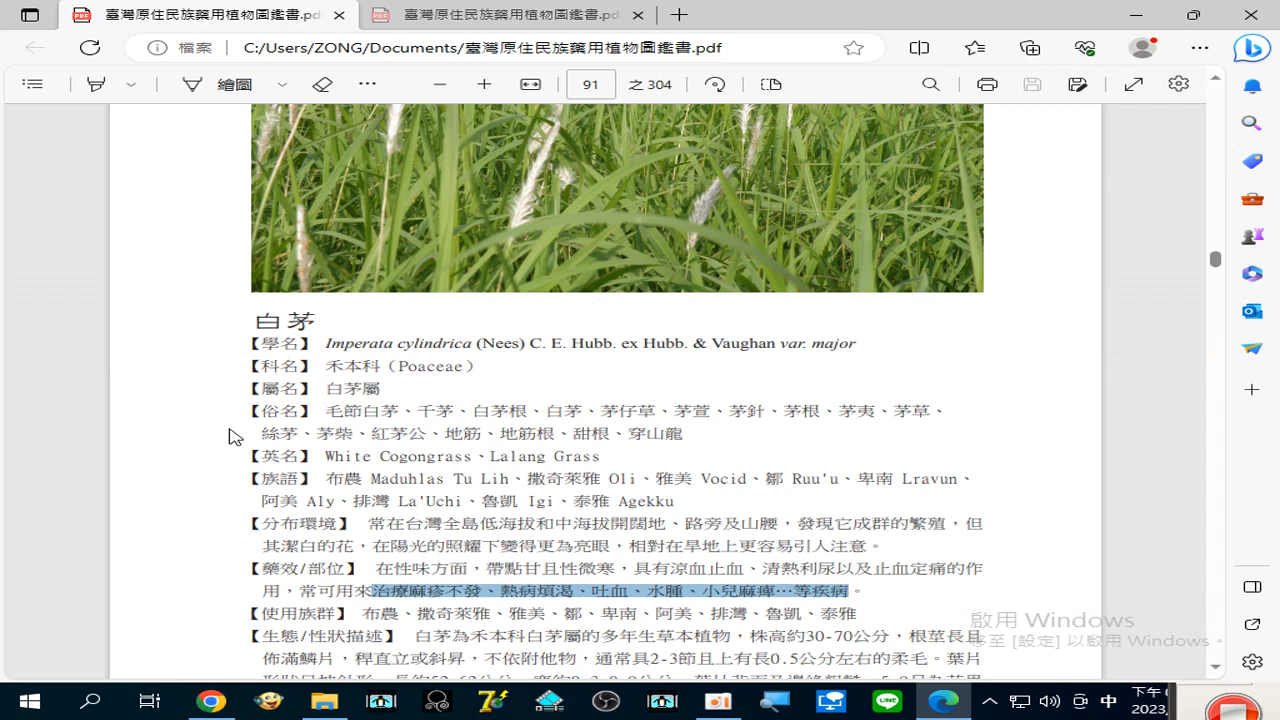 臺灣原住民族藥用植物圖鑑書.pdf
臺灣原住民族藥用植物圖鑑書.pdf
檔案 C:/Users/ZONG/Documents/臺灣原住民族藥用植物圖鑑書.pdf
繪圖 91 之 304
白茅
【學名】 Imperata cylindrica (Nees) C. E. Hubb. ex Hubb. & Vaughan var. major
【科名】 禾本科（Poaceae）
【屬名】 白茅屬
【俗名】 毛節白茅、千茅、白茅根、白茅、茅仔草、茅萱、茅針、茅根、茅夷、茅草、
絲茅、茅柴、紅茅公、地筋、地筋根、甜根、穿山龍
【英名】 White Cogongrass、Lalang Grass
【族語】 布農 Maduhlas Tu Lih、撒奇萊雅 Oli、雅美 Vocid、鄒 Ruu'u、卑南 Lravun、
阿美 Aly、排灣 La'Uchi、魯凱 Igi、泰雅 Agekku
【分布環境】 常在台灣全島低海拔和中海拔開闊地、路旁及山腰，發現它成群的繁殖，但
其潔白的花，在陽光的照耀下變得更為亮眼，相對在旱地上更容易引人注意。
【藥效/部位】 在性味方面，帶點甘且性微寒，具有涼血止血、清熱利尿以及止血定痛的作
用，常可用來治療麻疹不發、熱病煩渴、吐血、水腫、小兒麻痺…等疾病。
【使用族群】 布農、撒奇萊雅、雅美、鄒、卑南、阿美、排灣、魯凱、泰雅
【生態/性狀描述】 白茅為禾本科白茅屬的多年生草本植物，株高約30-70公分，根莖長且
佈滿鱗片，稈直立或斜昇，不依附他物，通常具2-3節且上有長0.5公分左右的柔毛。葉片
啟用 Windows
移至 [設定] 以啟用 Windows。
中
下午
2023,